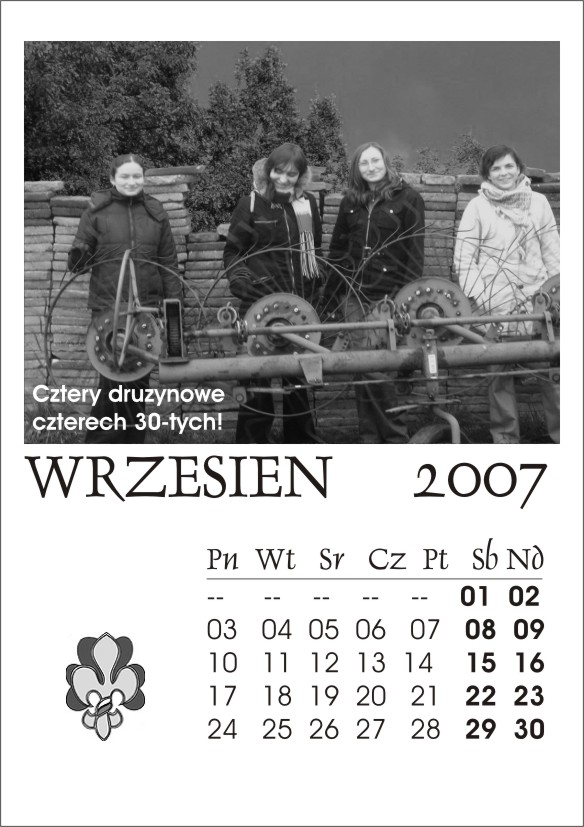 Cztery druzynowe
czterech 30-tych!
WRZESIEN 2007
Pn Wt Sr Cz Pt Sb Nd
-- -- -- -- -- 01 02
03 04 05 06 07 08 09
10 11 12 13 14 15 16
17 18 19 20 21 22 23
24 25 26 27 28 29 30